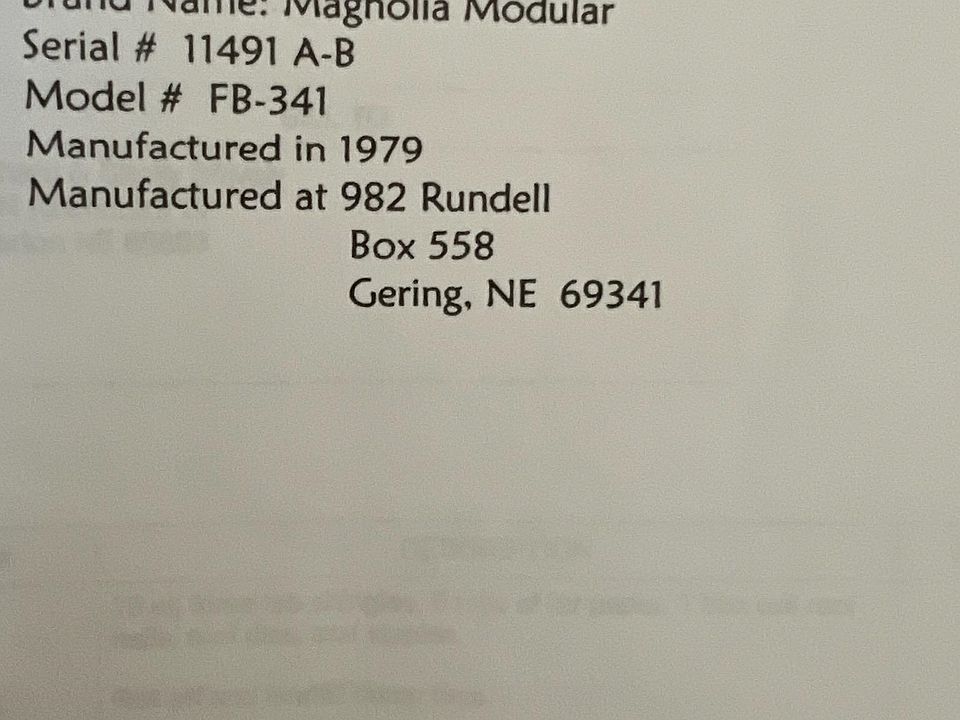 Brand Name: Magnolia Modular
Serial # 11491 A-B
Model # FB-341
Manufactured in 1979
Manufactured at 982 Rundell
Box 558
Gering, NE 69341